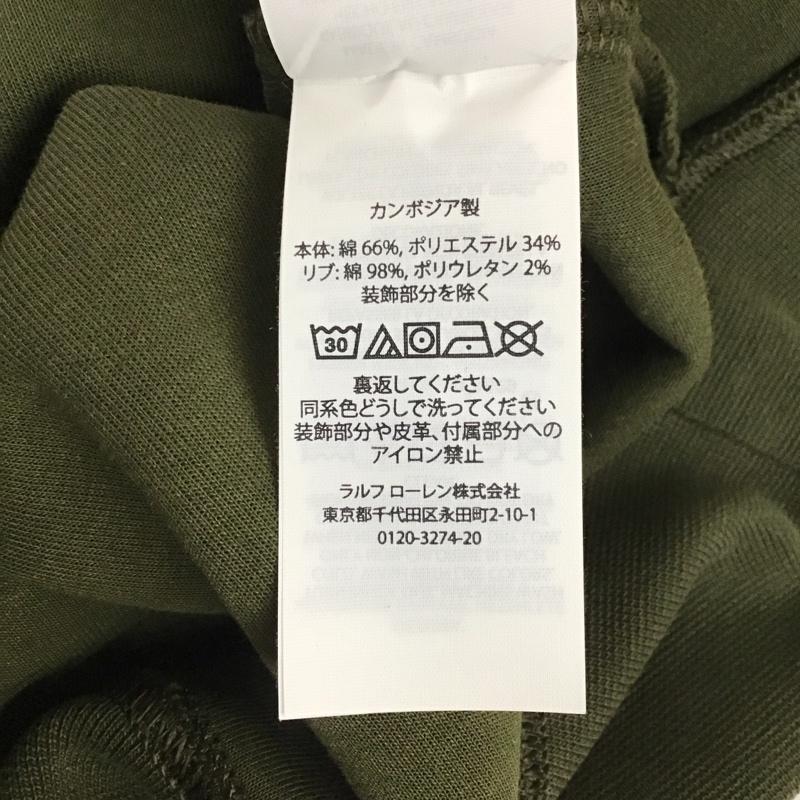 カンボジア製
本体: 綿 66%, ポリエステル 34%
リブ: 綿 98%, ポリウレタン 2%
装飾部分を除く
30
裏返してください
同系色どうしで洗ってください
装飾部分や皮革、付属部分への
アイロン禁止
ラルフ ローレン株式会社
東京都千代田区永田町2-10-1
0120-3274-20